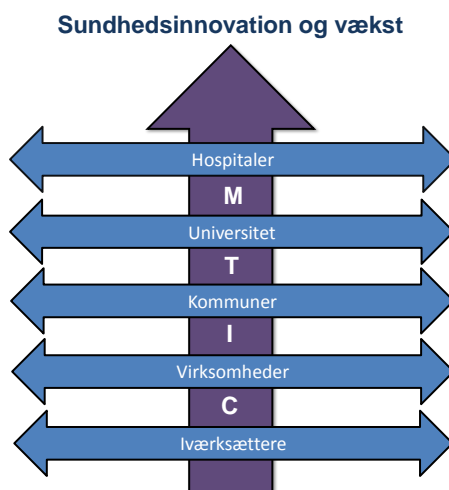 Sundhedsinnovation og vækst
Hospitaler
M
Universitet
T
Kommuner
I
Virksomheder
C
Iværksættere